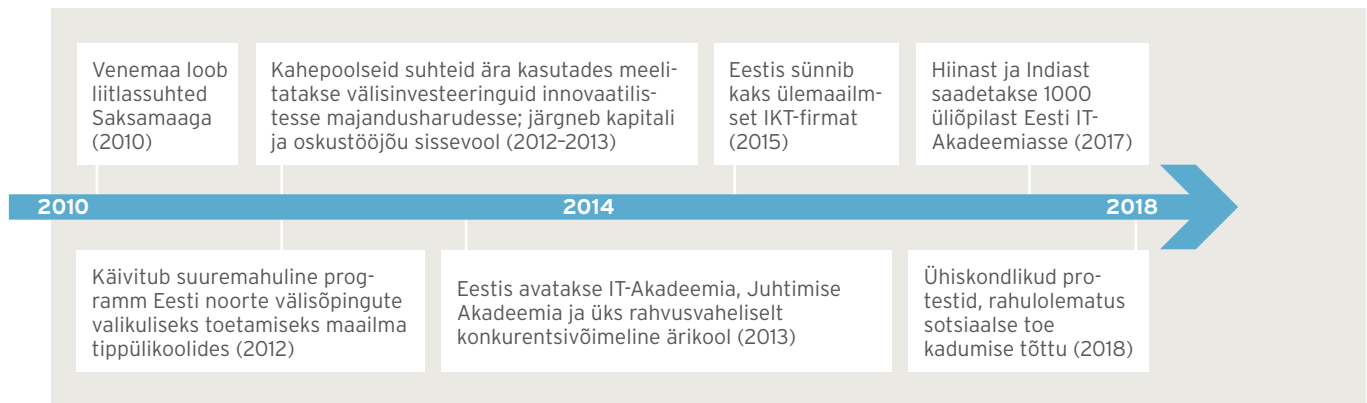 Venemaa loob
liitlassuhted
Saksamaaga
(2010)
Kahepoolseid suhteid ära kasutades meeli-
tatakse välisinvesteeringuid innovaatilis-
tesse majandusharudesse; järgneb kapitali
ja oskustööjõu sissevool (2012–2013)
Eestis sünnib
kaks ülemaailm-
set IKT-firmat
(2015)
Hiinast ja Indiast
saadetakse 1000
üliõpilast Eesti IT-
Akadeemiasse (2017)
2010
2014
2018
Käivitub suuremahuline prog-
ramm Eesti noorte välisõpingute
valikuliseks toetamiseks maailma
tippülikoolides (2012)
Eestis avatakse IT-Akadeemia, Juhtimise
Akadeemia ja üks rahvusvaheliselt
konkurentsivõimeline ärikool (2013)
Ühiskondlikud pro-
testid, rahulolematus
sotsiaalse toe
kadumise tõttu (2018)